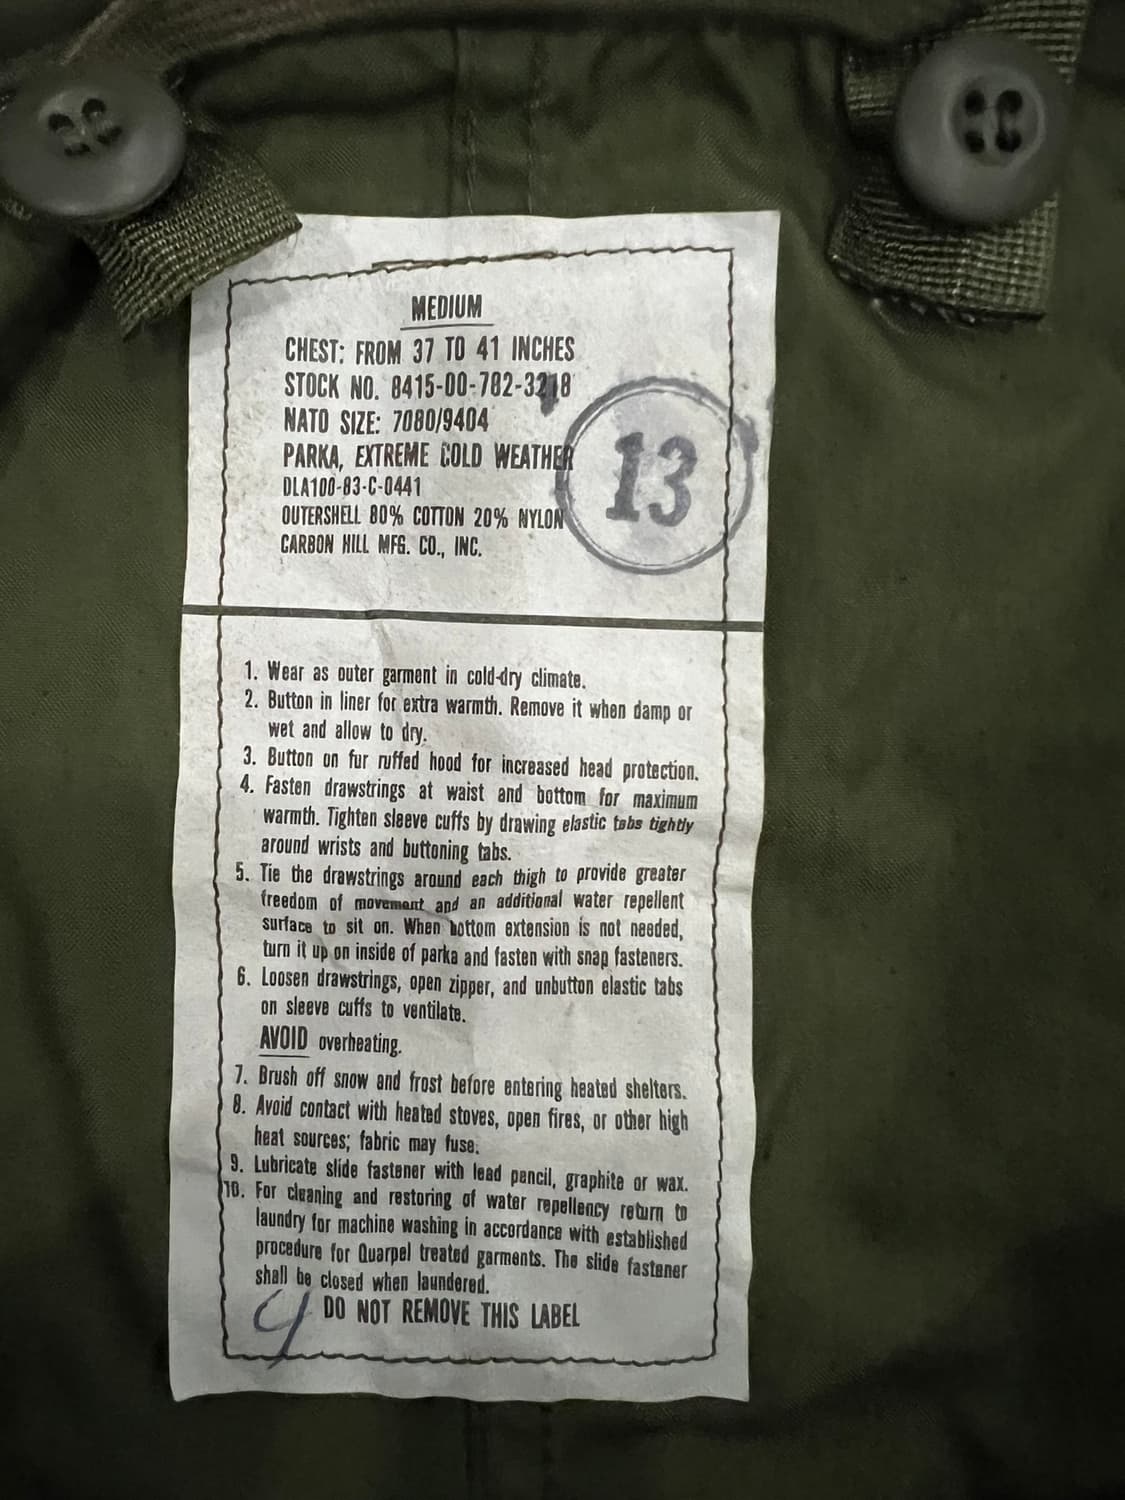 MEDIUM
CHEST: FROM 37 TO 41 INCHES
STOCK NO. 8415-00-782-3218
NATO SIZE: 7080/9404
PARKA, EXTREME COLD WEATHER
DLA100-83-C-0441
OUTERSHELL 80% COTTON 20% NYLON
CARBON HILL MFG. CO., INC.
13
1. Wear as outer garment in cold-dry climate.
2. Button in liner for extra warmth. Remove it when damp or
wet and allow to dry.
3. Button on fur ruffed hood for increased head protection.
4. Fasten drawstrings at waist and bottom for maximum
warmth. Tighten sleeve cuffs by drawing elastic tabs tightly
around wrists and buttoning tabs.
5. Tie the drawstrings around each thigh to provide greater
freedom of movement and an additional water repellent
surface to sit on. When bottom extension is not needed,
turn it up on inside of parka and fasten with snap fasteners.
6. Loosen drawstrings, open zipper, and unbutton elastic tabs
on sleeve cuffs to ventilate.
AVOID overheating.
7. Brush off snow and frost before entering heated shelters.
8. Avoid contact with heated stoves, open fires, or other high
heat sources; fabric may fuse.
9. Lubricate slide fastener with lead pencil, graphite or wax.
10. For cleaning and restoring of water repellency return to
laundry for machine washing in accordance with established
procedure for Quarpel treated garments. The slide fastener
shall be closed when laundered.
DO NOT REMOVE THIS LABEL